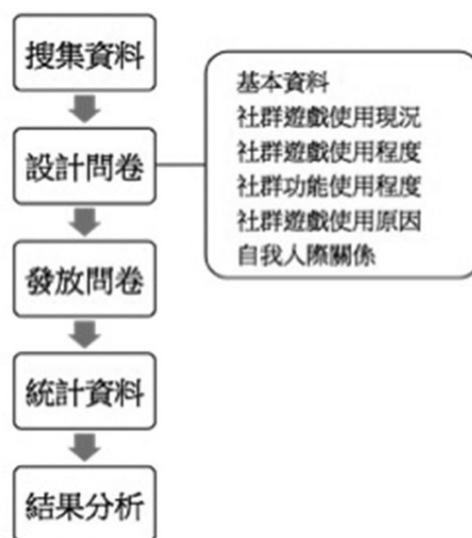 搜集資料
設計問卷
基本資料
社群遊戲使用現況
社群遊戲使用程度
社群功能使用程度
社群遊戲使用原因
自我人際關係
發放問卷
統計資料
結果分析